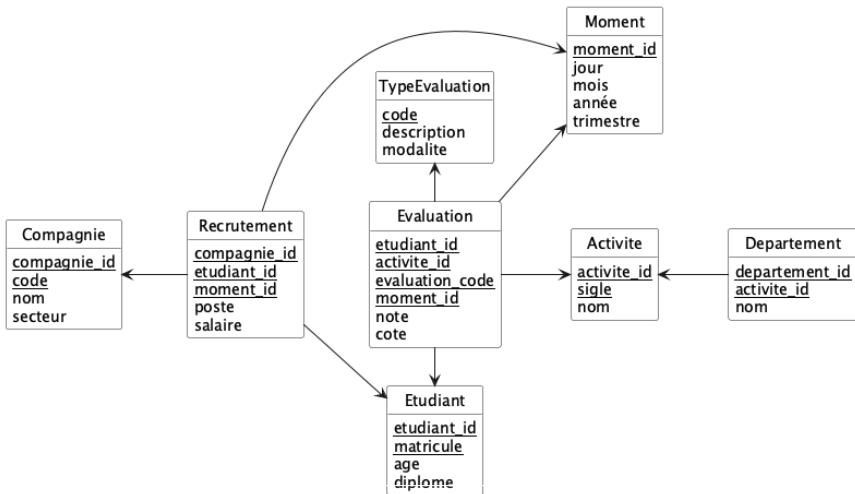 Moment
moment_id
jour
mois
année
trimestre
TypeEvaluation
code
description
modalite
Compagnie
compagnie_id
code
nom
secteur
Recrutement
compagnie_id
etudiant_id
moment_id
poste
salaire
Evaluation
etudiant_id
activite_id
evaluation_code
moment_id
note
cote
Activite
activite_id
sigle
nom
Departement
departement_id
activite_id
nom
Etudiant
etudiant_id
matricule
age
diplome